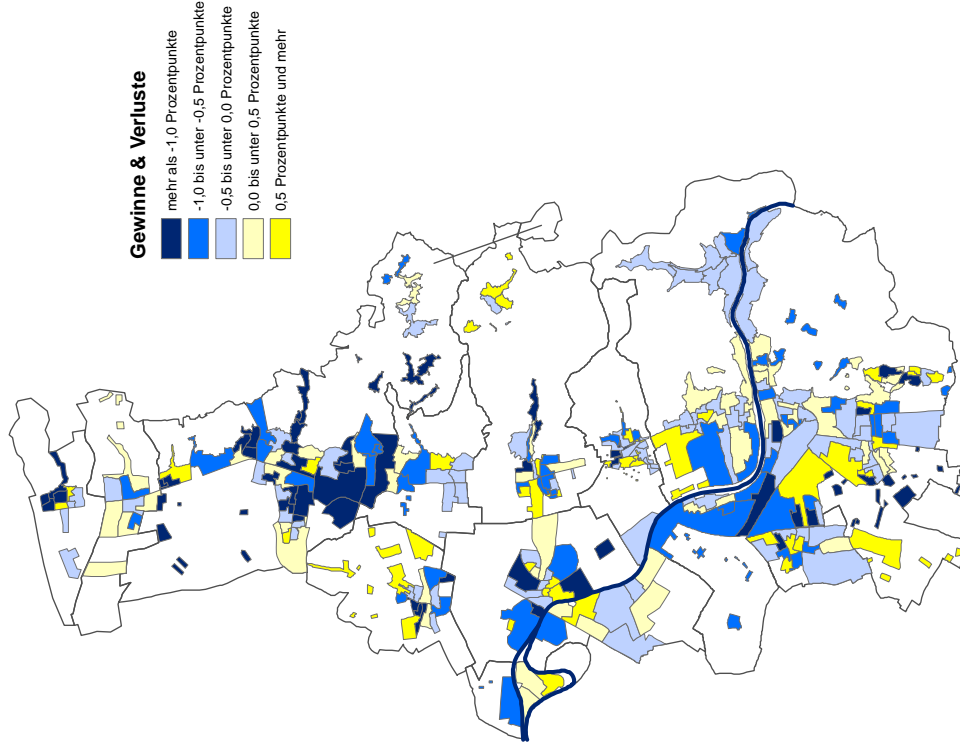 Gewinne & Verluste
mehr als -1,0 Prozentpunkte
-1,0 bis unter -0,5 Prozentpunkte
-0,5 bis unter 0,0 Prozentpunkte
0,0 bis unter 0,5 Prozentpunkte
0,5 Prozentpunkte und mehr